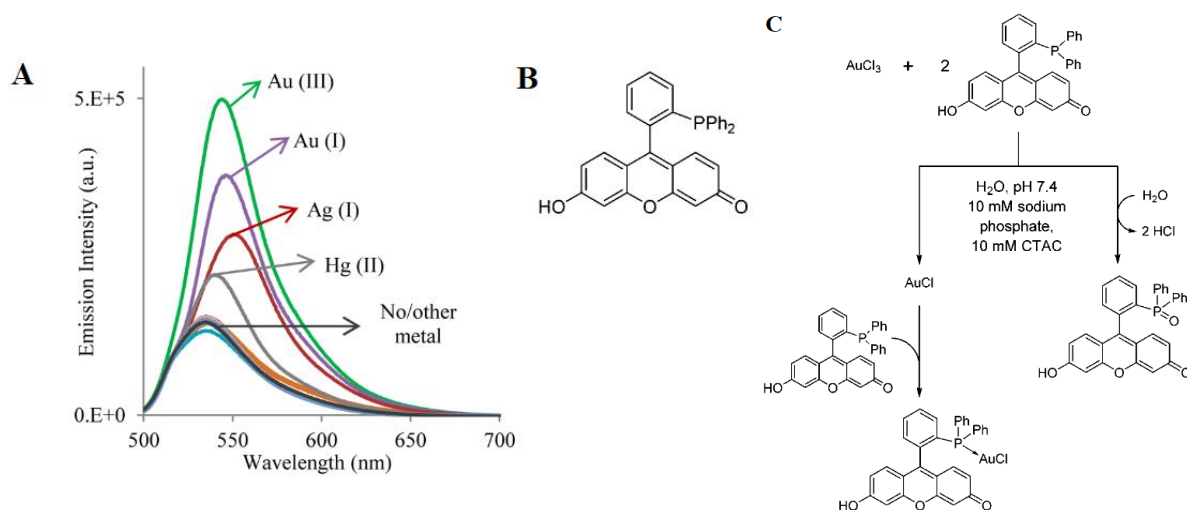 A
5.E+5
Au (III)
Au (I)
Ag (I)
Hg (II)
No/other
metal
0.E+0
500
550
600
650
700
Wavelength (nm)
Emission Intensity (a.u.)
B
PPh2
HO
O
O
C
AuCl3 + 2
P
Ph
Ph
HO
O
O
H2O, pH 7.4
10 mM sodium
phosphate,
10 mM CTAC
H2O
2 HCl
AuCl
P
Ph
Ph
HO
O
O
Ph
Ph
P
O
HO
O
O
Ph
Ph
P
AuCl
HO
O
O